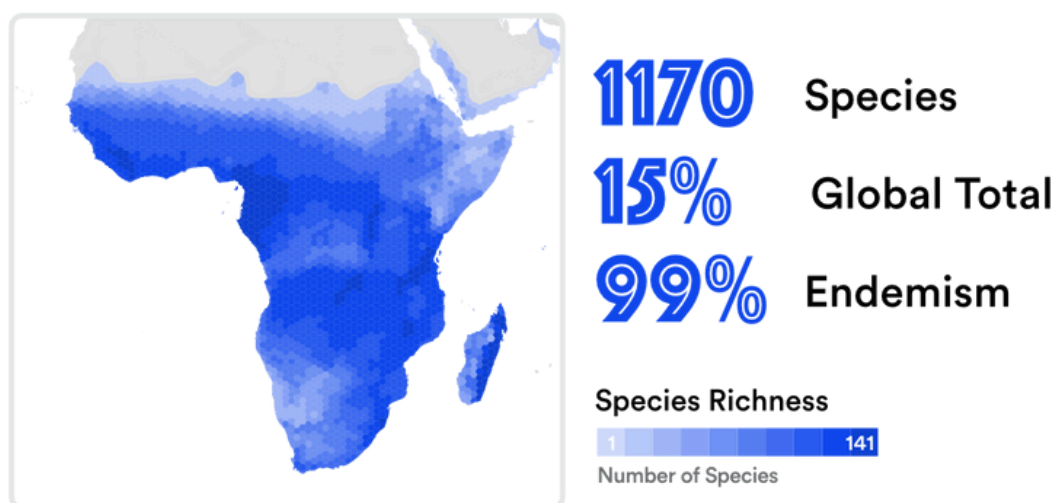 1170 Species
15% Global Total
99% Endemism
Species Richness
1 141
Number of Species